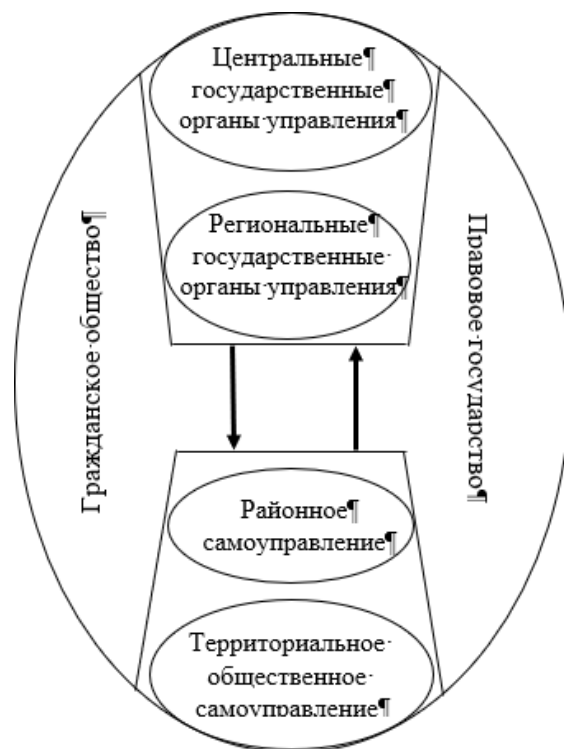 Центральные¶
государственные¶
органы·управления¶
Региональные¶
государственные·
органы·управления¶
Гражданское·общество¶
Правовое·государство¶
Районное¶
самоуправление¶
Территориальное·
общественное·
самоуправление¶